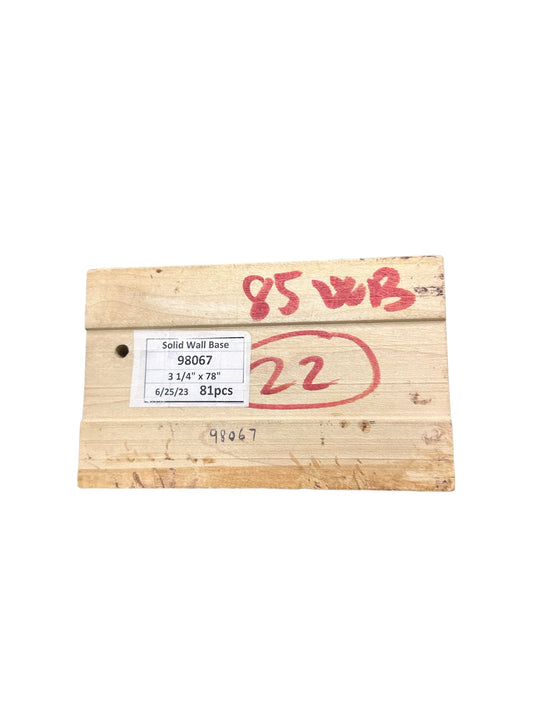 85 WB
Solid Wall Base
98067
3 1/4" x 78"
6/25/23 81pcs
22
98067